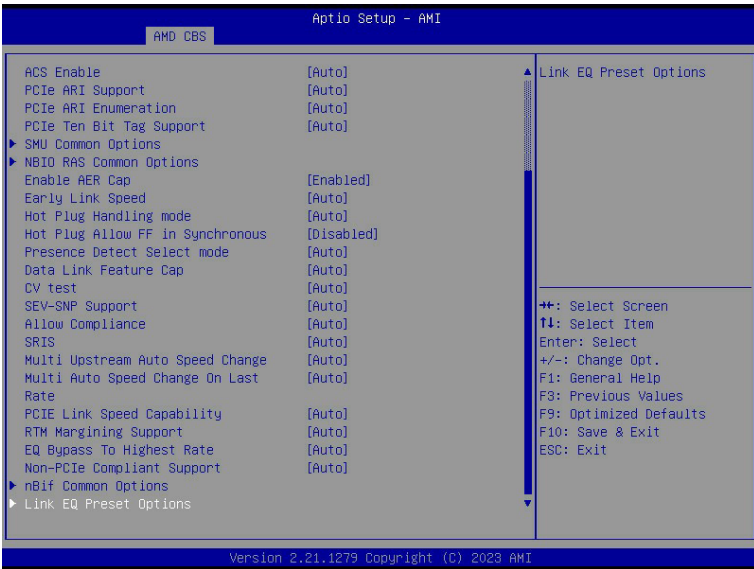 Aptio Setup – AMI
AMD CBS
ACS Enable [Auto]
PCIe ARI Support [Auto]
PCIe ARI Enumeration [Auto]
PCIe Ten Bit Tag Support [Auto]
SMU Common Options
NBIO RAS Common Options
Enable AER Cap [Enabled]
Early Link Speed [Auto]
Hot Plug Handling mode [Auto]
Hot Plug Allow FF in Synchronous [Disabled]
Presence Detect Select mode [Auto]
Data Link Feature Cap [Auto]
CV test [Auto]
SEV-SNP Support [Auto]
Allow Compliance [Auto]
SRIS [Auto]
Multi Upstream Auto Speed Change [Auto]
Multi Auto Speed Change On Last [Auto]
Rate
PCIE Link Speed Capability [Auto]
RTM Margining Support [Auto]
EQ Bypass To Highest Rate [Auto]
Non-PCIe Compliant Support [Auto]
nBif Common Options
Link EQ Preset Options
Link EQ Preset Options
→←: Select Screen
↑↓: Select Item
Enter: Select
+/-: Change Opt.
F1: General Help
F3: Previous Values
F9: Optimized Defaults
F10: Save & Exit
ESC: Exit
Version 2.21.1279 Copyright (C) 2023 AMI